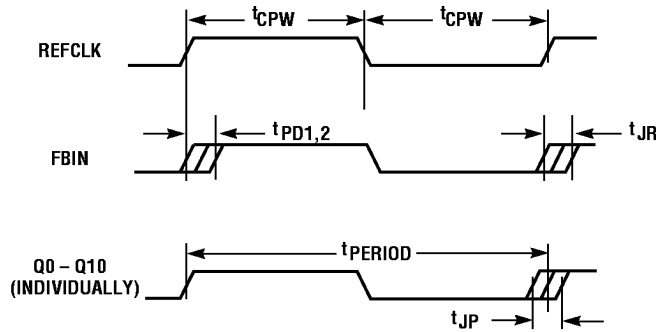 tCPW tCPW
REFCLK
tPD1,2 tJR
FBIN
tPERIOD
Q0 – Q10
(INDIVIDUALLY)
tJP